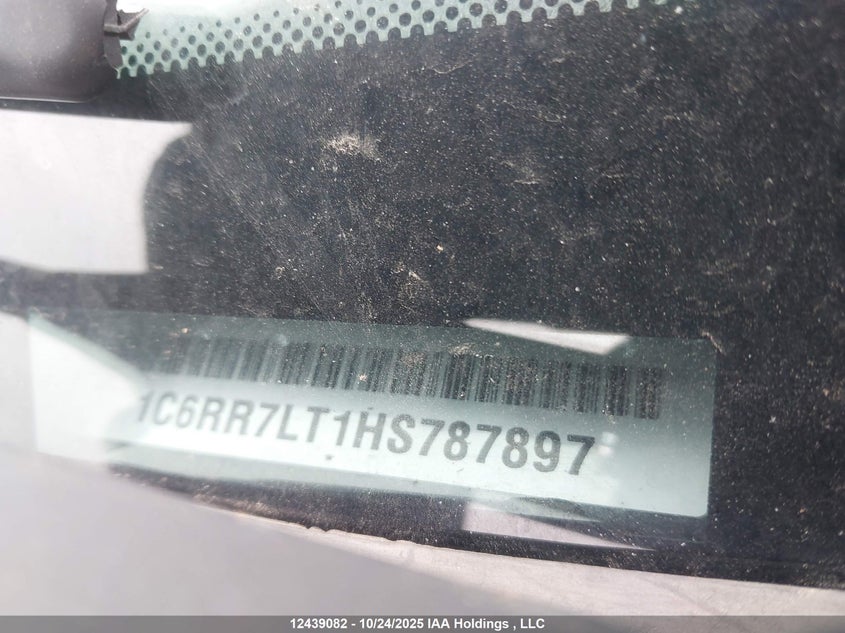 1C6RR7LT1HS787897
12439082 - 10/24/2025 IAA Holdings , LLC